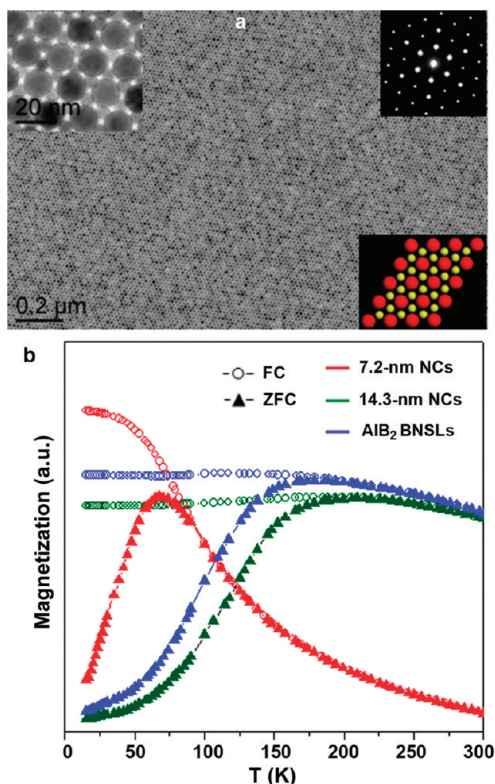 a
20 nm
0.2 µm
b
FC
ZFC
7.2-nm NCs
14.3-nm NCs
AlB₂ BNSLs
Magnetization (a.u.)
0 50 100 150 200 250 300
T (K)